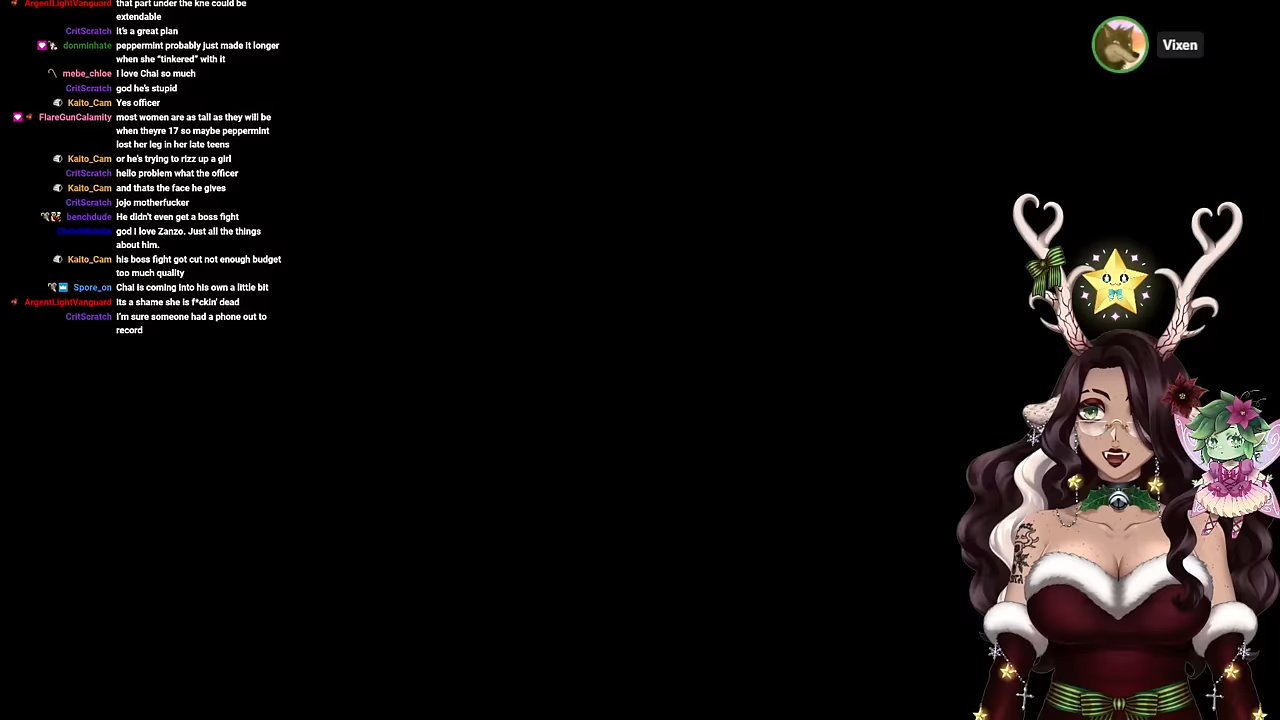 ArgentLightVanguard that part under the kne could be
extendable
CritScratch It's a great plan
donminhate peppermint probably just made it longer
when she “tinkered” with it
mebe_chloe I love Chai so much
CritScratch god he's stupid
Kaito_Cam Yes officer
FlareGunCalamity most women are as tall as they will be
when theyre 17 so maybe peppermint
lost her leg in her late teens
Kaito_Cam or he's trying to rizz up a girl
CritScratch hello problem what the officer
Kaito_Cam and thats the face he gives
CritScratch jojo motherfucker
benchdude He didn't even get a boss fight
god I love Zanzo. Just all the things
about him.
Kaito_Cam his boss fight got cut not enough budget
too much quality
Spore_on Chai is coming into his own a little bit
ArgentLightVanguard Its a shame she is f*ckin' dead
CritScratch I'm sure someone had a phone out to
record
Vixen